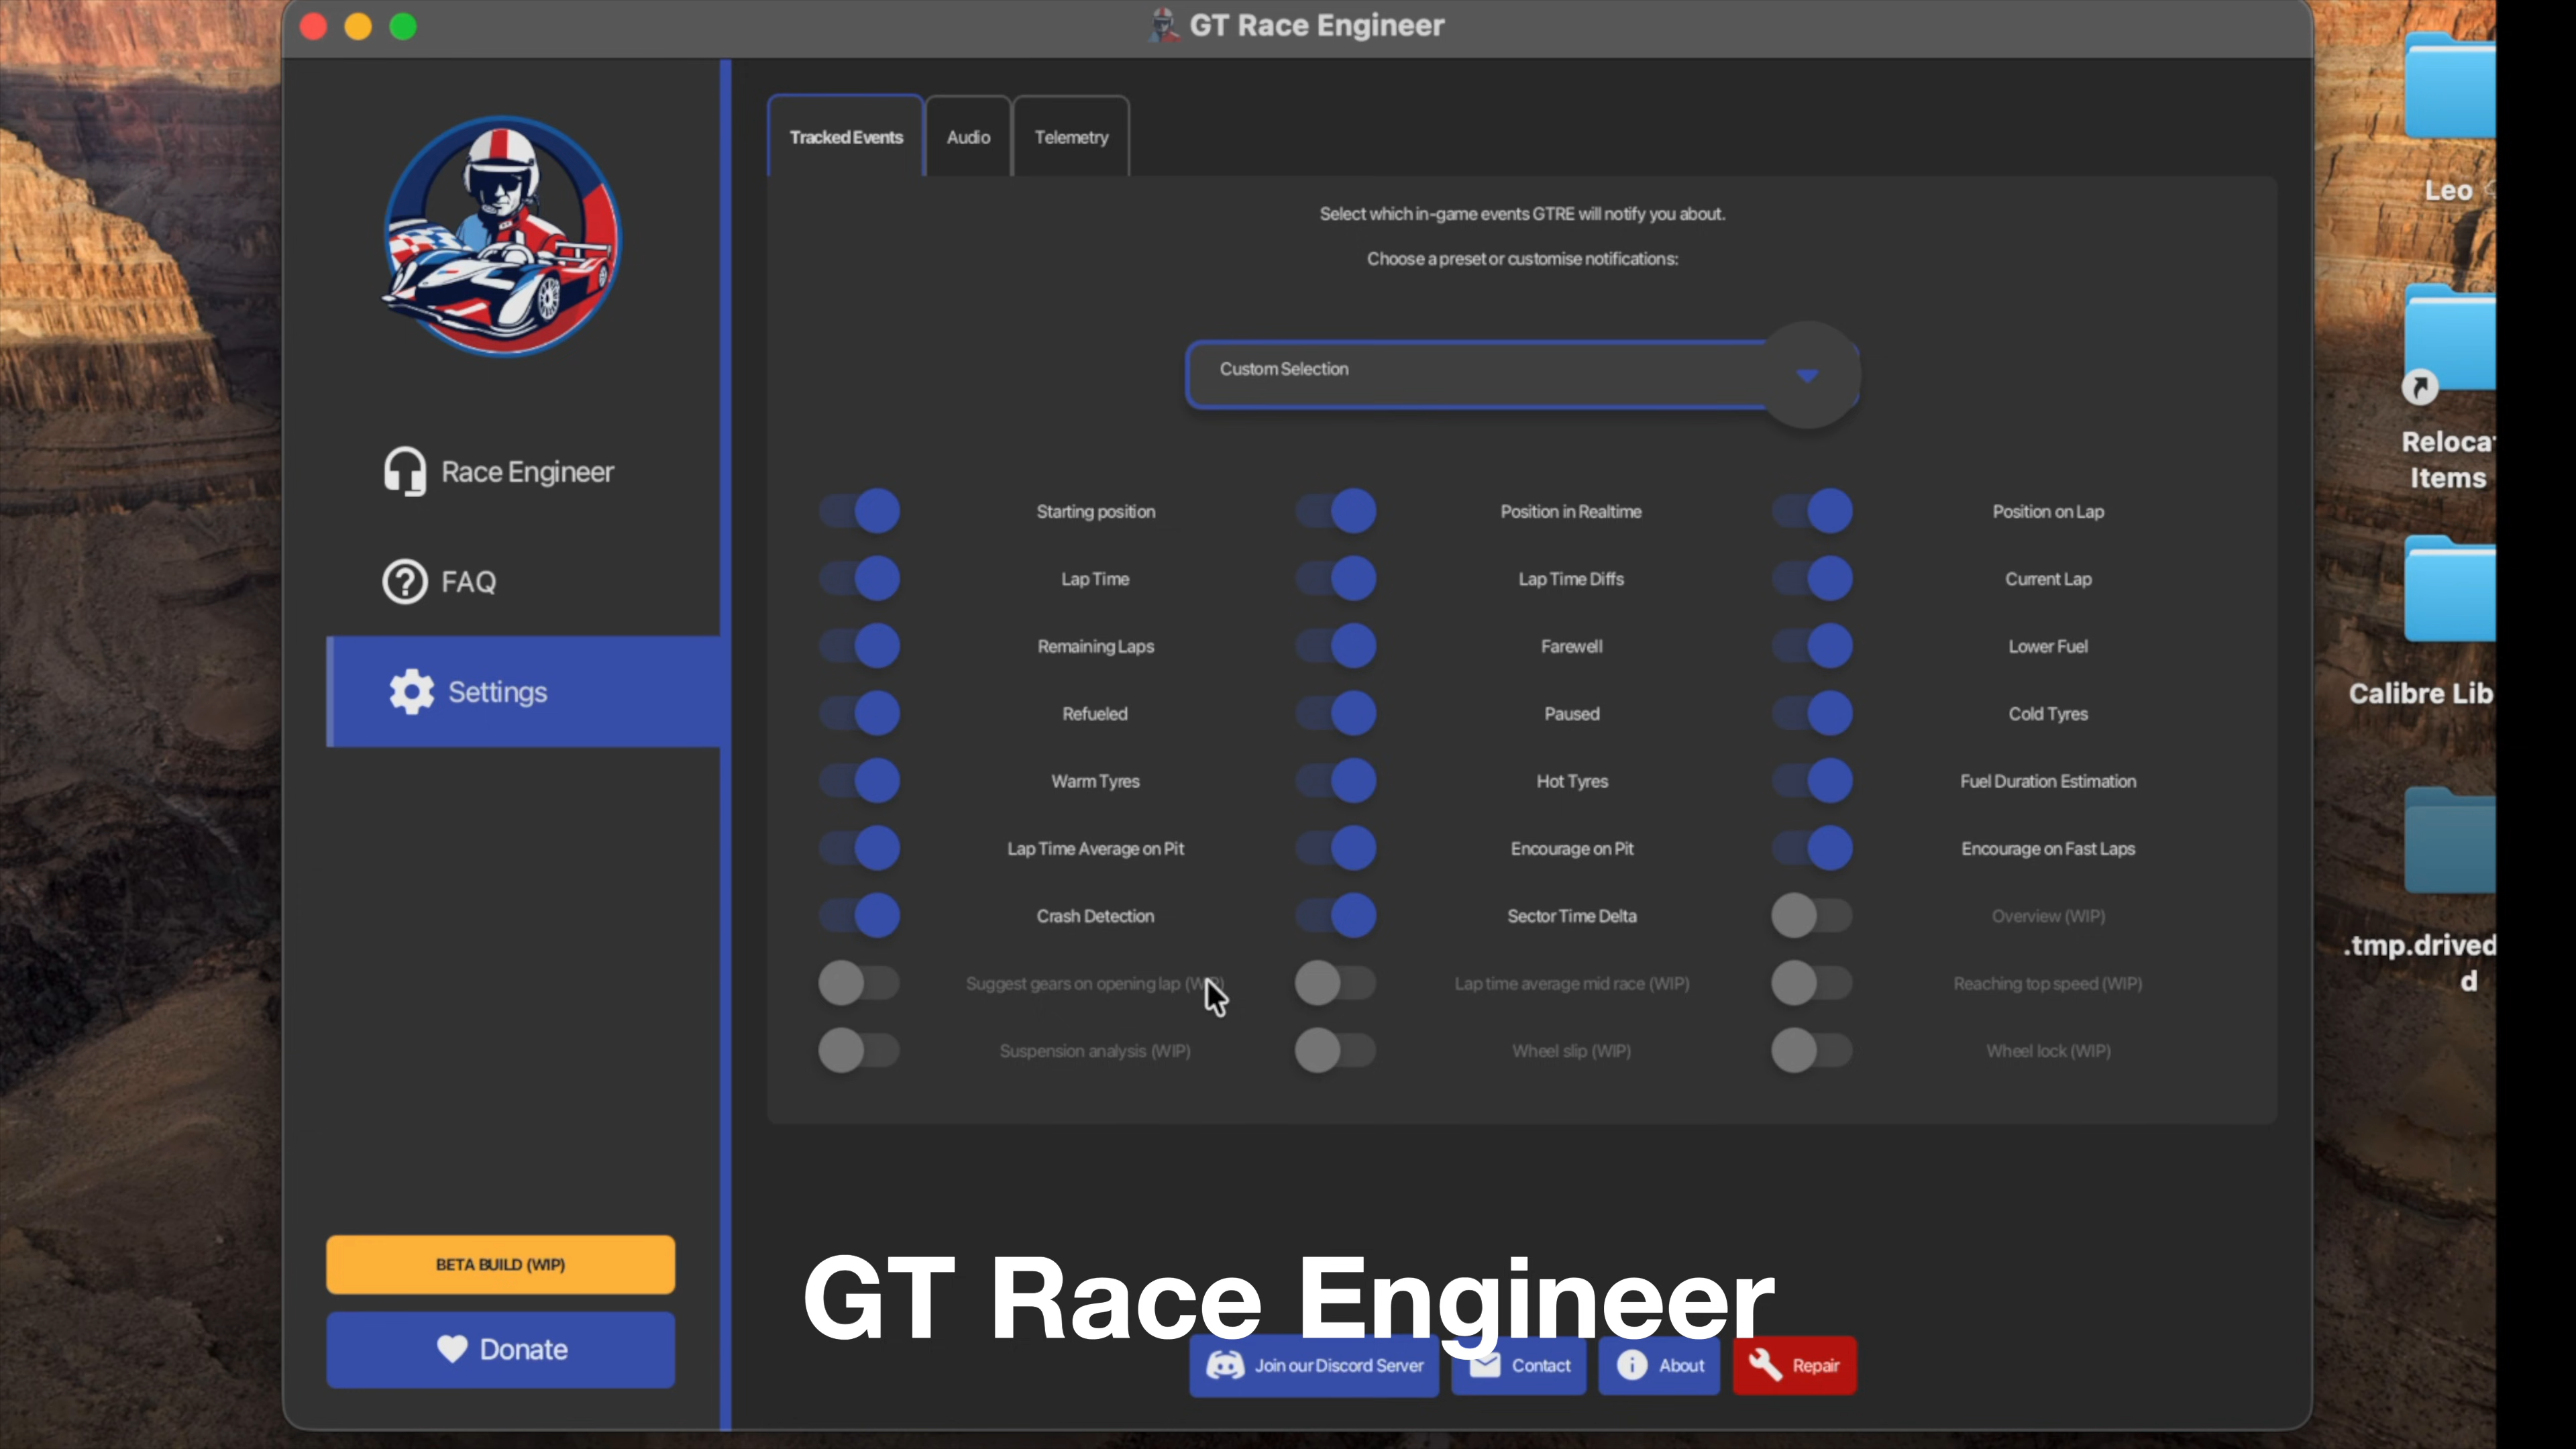 GT Race Engineer
Tracked Events
Audio
Telemetry
Select which in-game events GTRE will notify you about.
Choose a preset or customise notifications:
Custom Selection
Race Engineer
FAQ
Settings
Starting position
Position in Realtime
Position on Lap
Lap Time
Lap Time Diffs
Current Lap
Remaining Laps
Farewell
Lower Fuel
Refueled
Paused
Cold Tyres
Warm Tyres
Hot Tyres
Fuel Duration Estimation
Lap Time Average on Pit
Encourage on Pit
Encourage on Fast Laps
Crash Detection
Sector Time Delta
Overview (WIP)
Suggest gears on opening lap (WIP)
Lap time average mid race (WIP)
Reaching top speed (WIP)
Suspension analysis (WIP)
Wheel slip (WIP)
Wheel lock (WIP)
BETA BUILD (WIP)
Donate
GT Race Engineer
Join our Discord Server
Contact
About
Repair
Leo
Reloca
Items
Calibre Lib
.tmp.drived
d